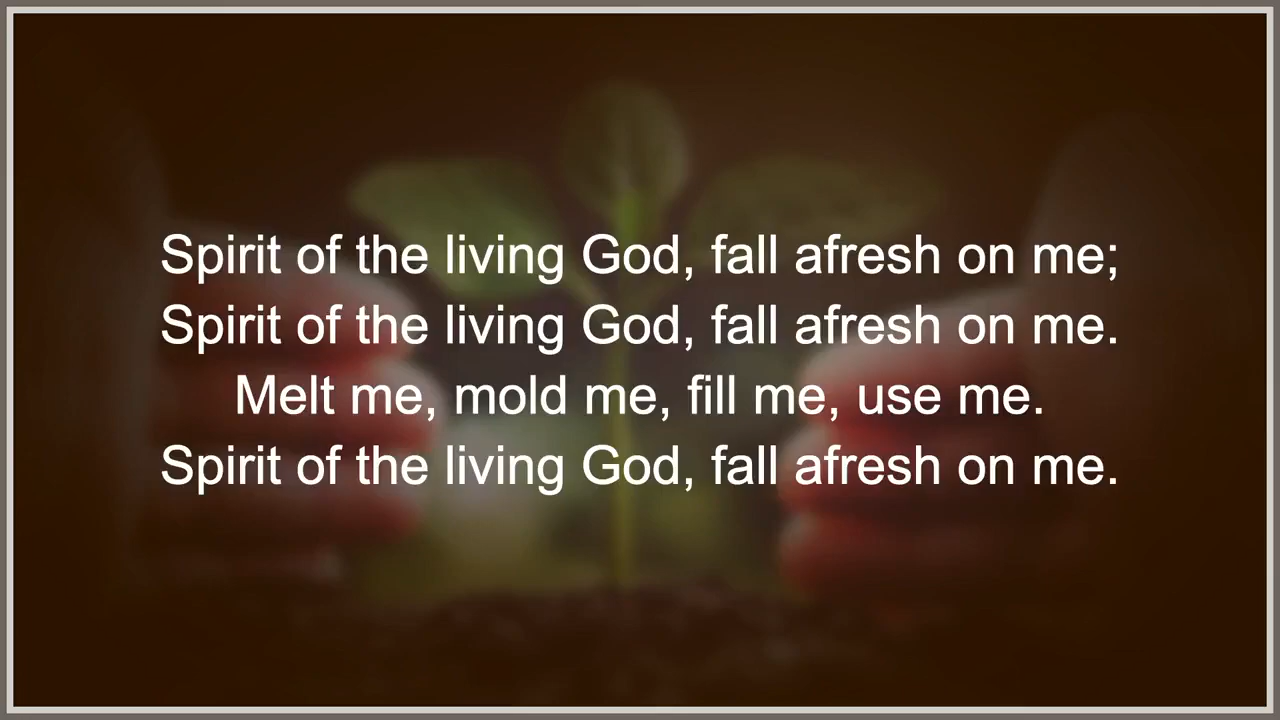 Spirit of the living God, fall afresh on me;
Spirit of the living God, fall afresh on me.
Melt me, mold me, fill me, use me.
Spirit of the living God, fall afresh on me.